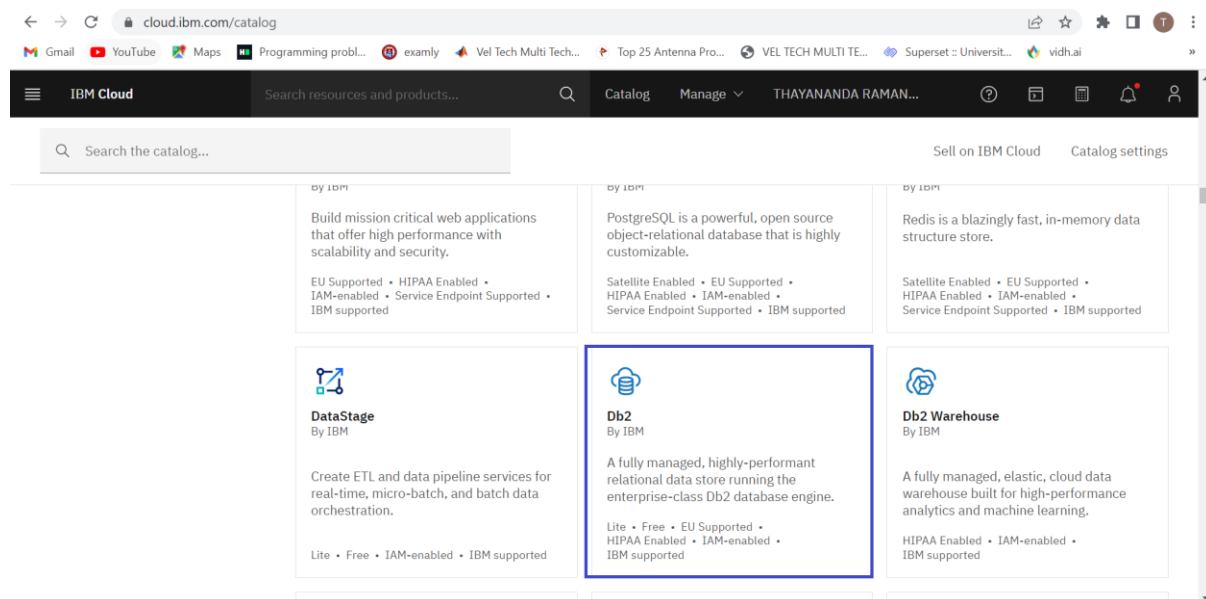 cloud.ibm.com/catalog
T
Gmail YouTube Maps Programming probl... examly Vel Tech Multi Tech... Top 25 Antenna Pro... VEL TECH MULTI TE... Superset :: Universit... vidh.ai »
IBM Cloud Search resources and products... Catalog Manage THAYANANDA RAMAN...
Search the catalog... Sell on IBM Cloud Catalog settings
By IBM
Build mission critical web applications
that offer high performance with
scalability and security.
EU Supported • HIPAA Enabled •
IAM-enabled • Service Endpoint Supported •
IBM supported
By IBM
PostgreSQL is a powerful, open source
object-relational database that is highly
customizable.
Satellite Enabled • EU Supported •
HIPAA Enabled • IAM-enabled •
Service Endpoint Supported • IBM supported
By IBM
Redis is a blazingly fast, in-memory data
structure store.
Satellite Enabled • EU Supported •
HIPAA Enabled • IAM-enabled •
Service Endpoint Supported • IBM supported
DataStage
By IBM
Create ETL and data pipeline services for
real-time, micro-batch, and batch data
orchestration.
Lite • Free • IAM-enabled • IBM supported
Db2
By IBM
A fully managed, highly-performant
relational data store running the
enterprise-class Db2 database engine.
Lite • Free • EU Supported •
HIPAA Enabled • IAM-enabled •
IBM supported
Db2 Warehouse
By IBM
A fully managed, elastic, cloud data
warehouse built for high-performance
analytics and machine learning.
HIPAA Enabled • IAM-enabled •
IBM supported